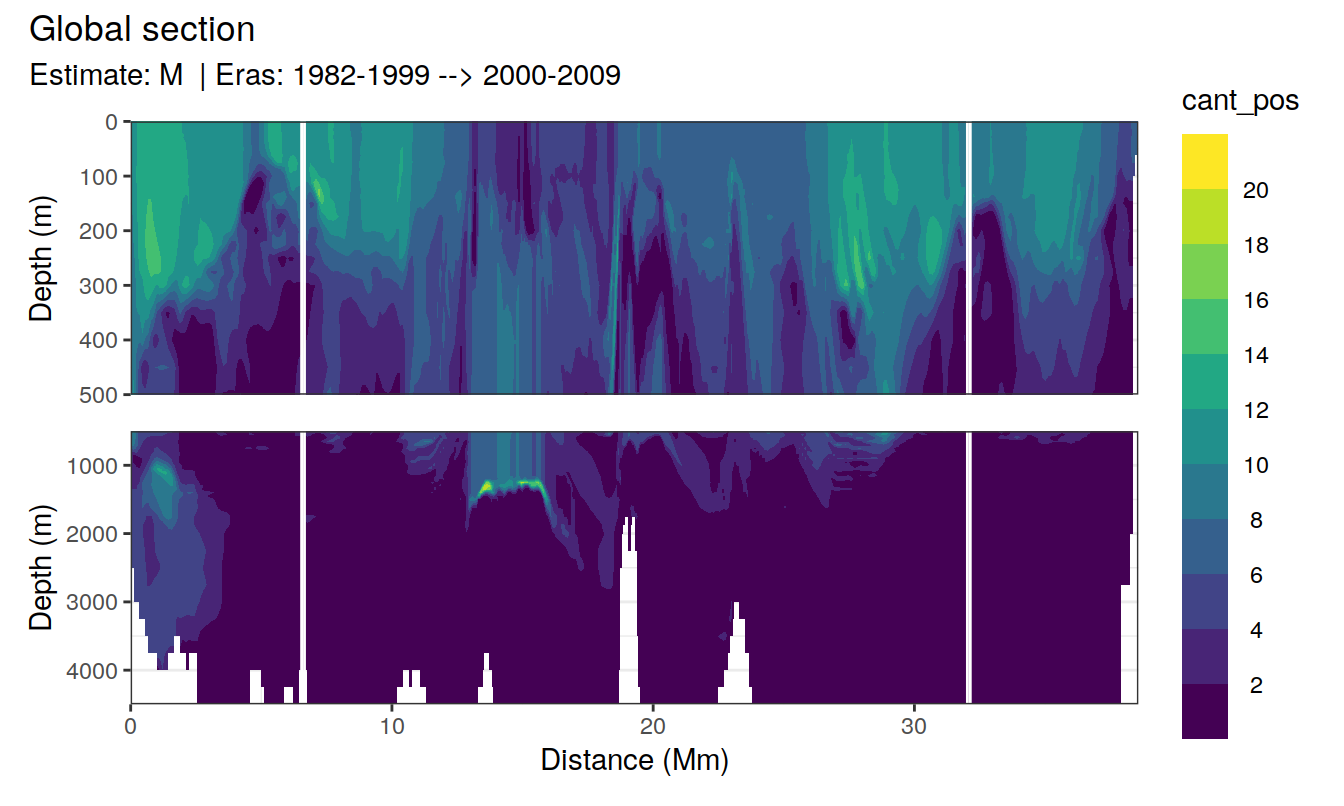 Global section
Estimate: M | Eras: 1982-1999 --> 2000-2009
cant_pos
0
100
200
300
400
500
Depth (m)
20
18
16
14
12
10
8
6
4
2
1000
2000
3000
4000
Depth (m)
0 10 20 30
Distance (Mm)